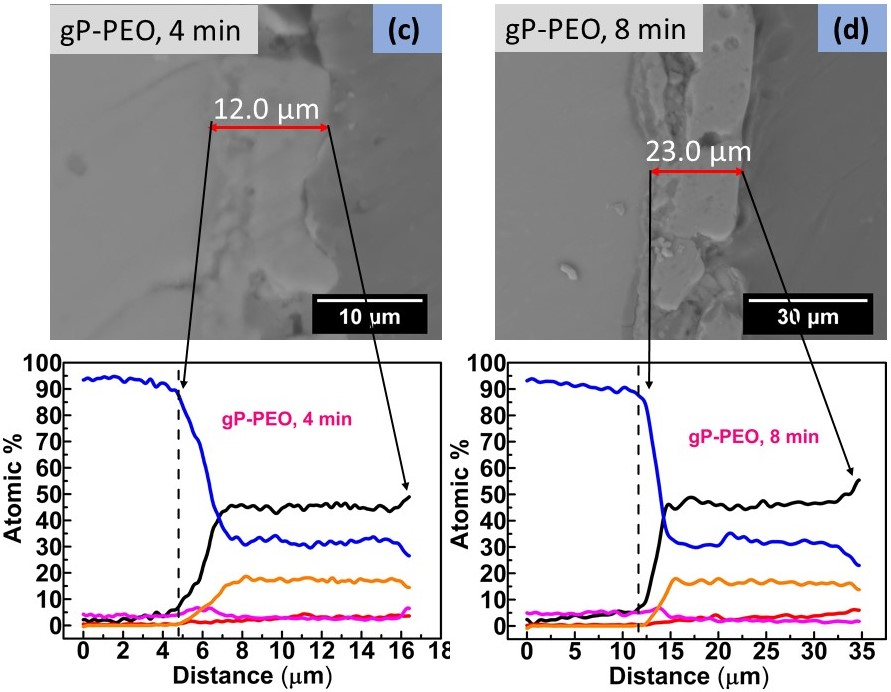 gP-PEO, 4 min
(c)
12.0 μm
10 μm
gP-PEO, 8 min
(d)
23.0 μm
30 μm
100
90
80
70
60
50
40
30
20
10
0
Atomic %
gP-PEO, 4 min
0 2 4 6 8 10 12 14 16 18
Distance (μm)
100
90
80
70
60
50
40
30
20
10
0
Atomic %
gP-PEO, 8 min
0 5 10 15 20 25 30 35
Distance (μm)